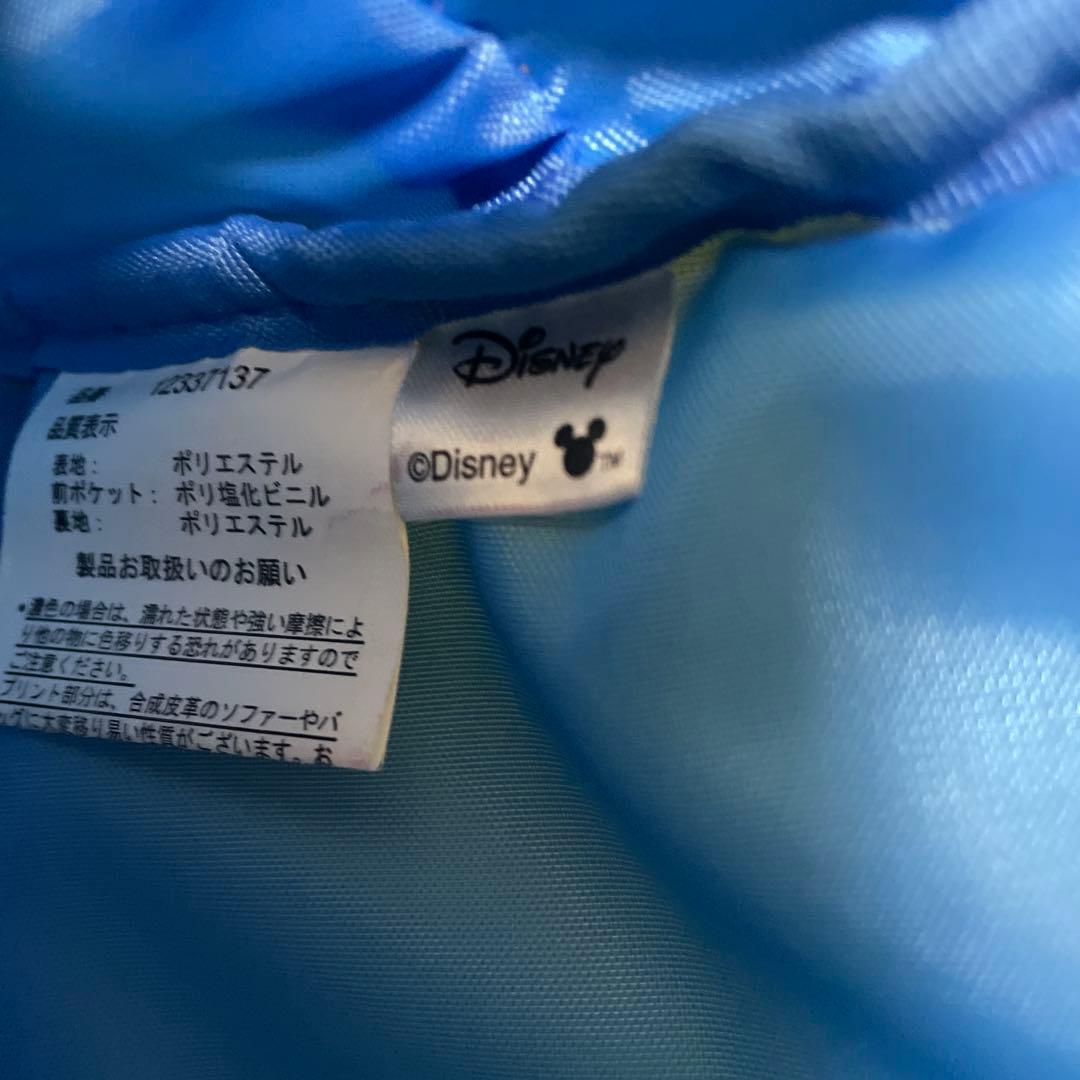 品番 12337137
品質表示
表地： ポリエステル
前ポケット： ポリ塩化ビニル
裏地： ポリエステル
製品お取扱いのお願い
•濃色の場合は、濡れた状態や強い摩擦によ
り他の物に色移りする恐れがありますので
ご注意ください。
プリント部分は、合成皮革のソファーやバ
ッグに大変移り易い性質がございます。お
Disney
©Disney TM